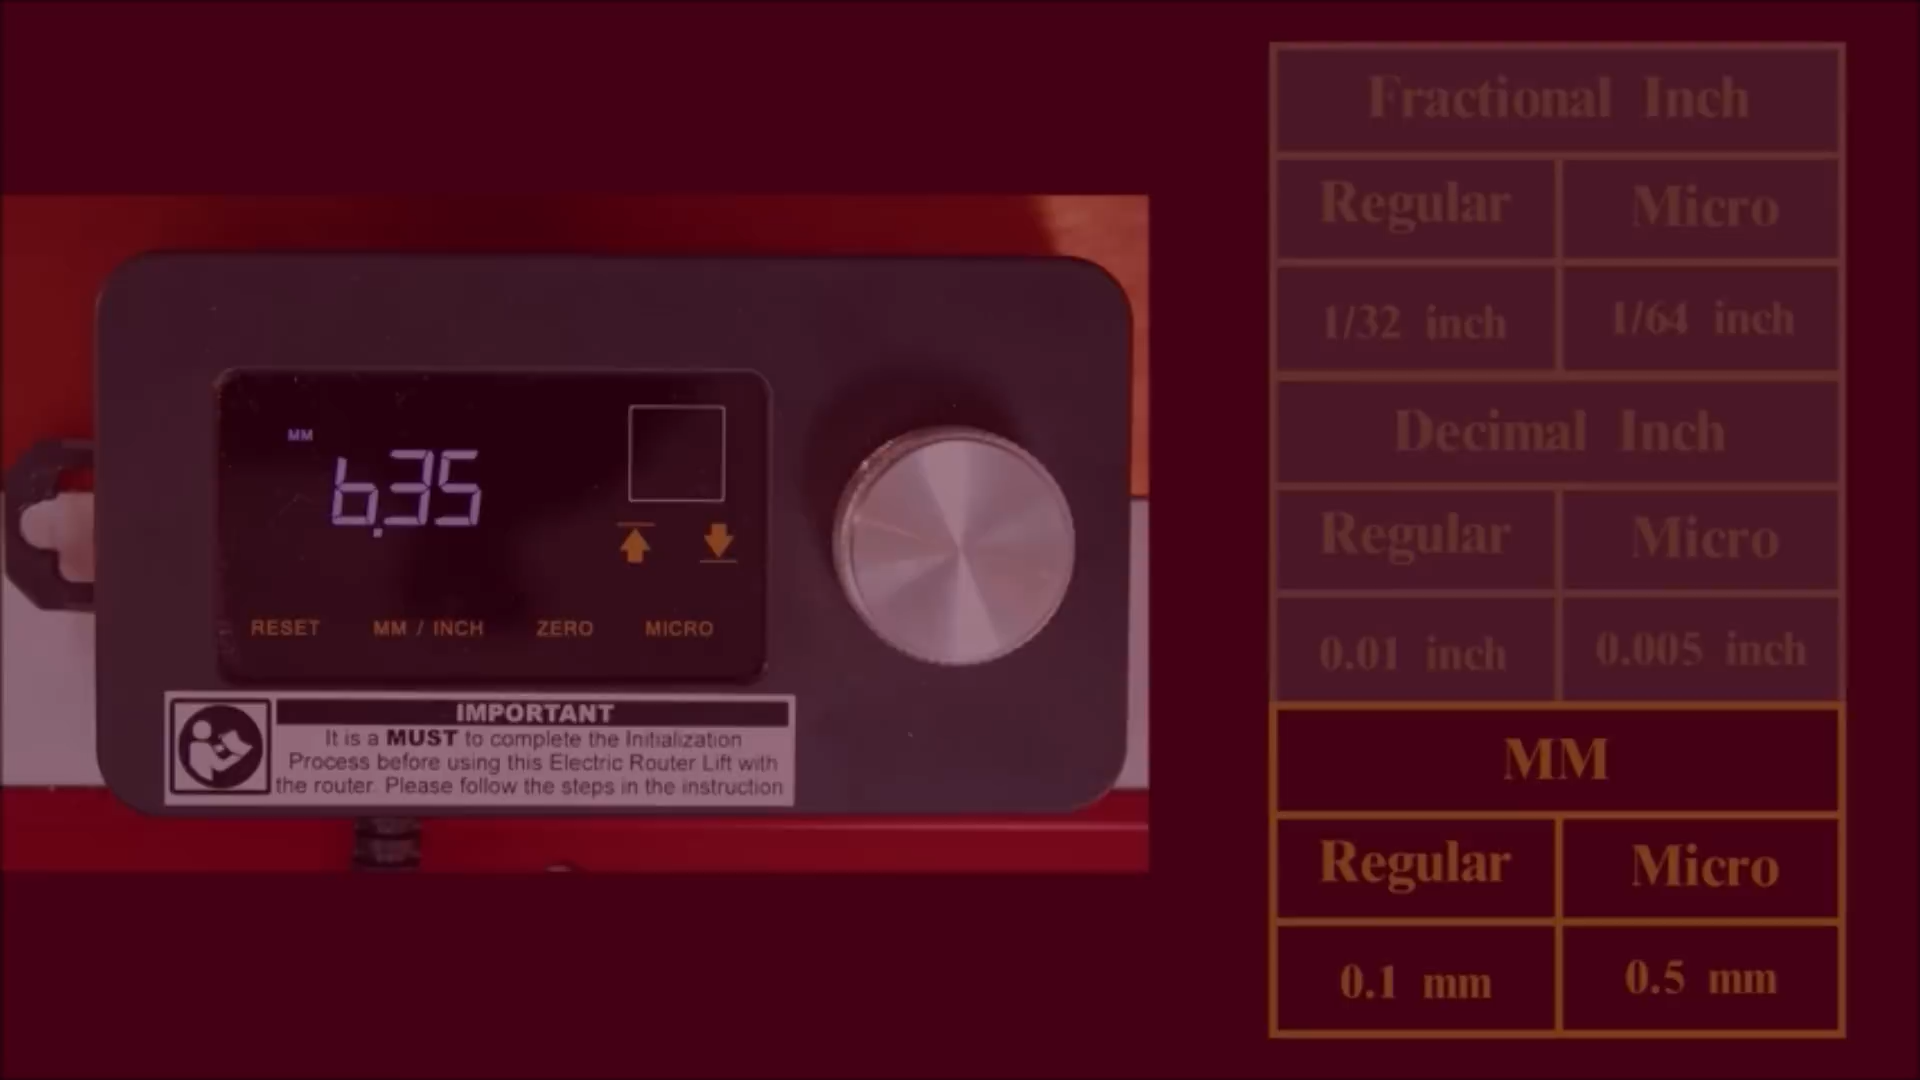 MM
6.35
RESET MM / INCH ZERO MICRO
IMPORTANT
It is a MUST to complete the Initialization
Process before using this Electric Router Lift with
the router. Please follow the steps in the instruction
Fractional Inch
Regular Micro
1/32 inch 1/64 inch
Decimal Inch
Regular Micro
0.01 inch 0.005 inch
MM
Regular Micro
0.1 mm 0.5 mm